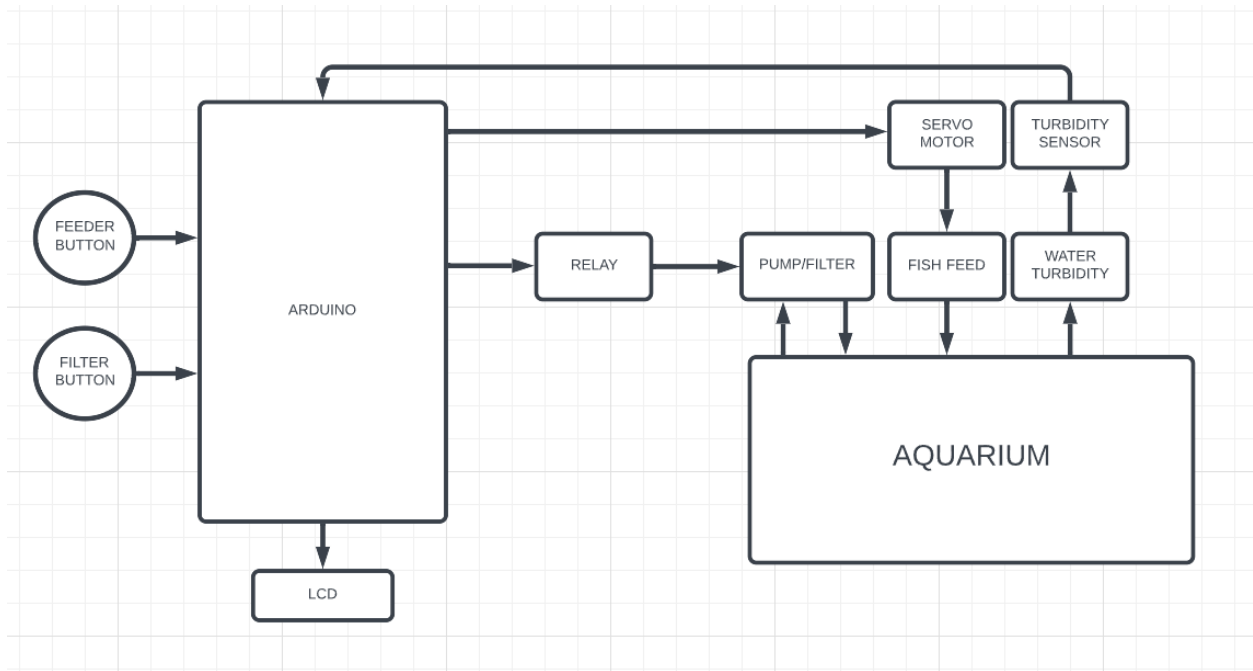 SERVO
MOTOR
TURBIDITY
SENSOR
FEEDER
BUTTON
RELAY
PUMP/FILTER
FISH FEED
WATER
TURBIDITY
ARDUINO
FILTER
BUTTON
AQUARIUM
LCD